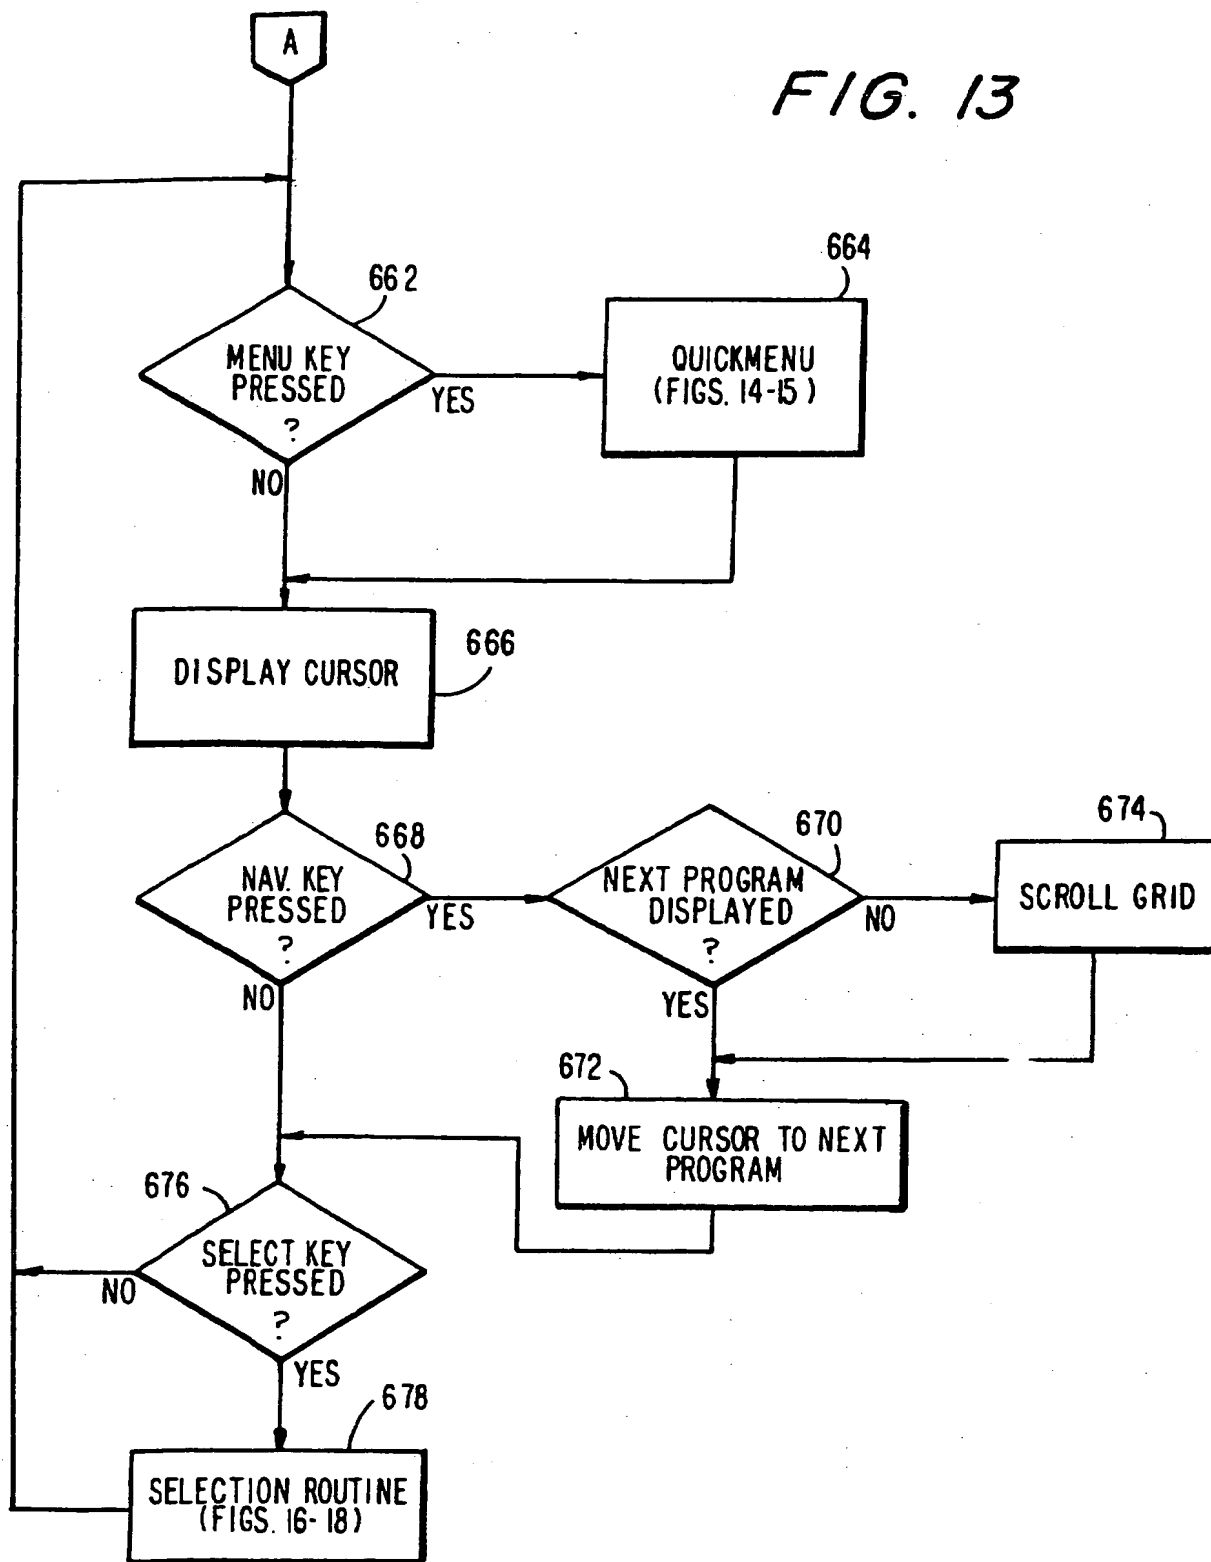 A
FIG. 13
662
664
MENU KEY
PRESSED
?
YES
NO
QUICKMENU
(FIGS. 14-15)
DISPLAY CURSOR
666
668
NAV. KEY
PRESSED
?
YES
NO
670
NEXT PROGRAM
DISPLAYED
?
NO
YES
674
SCROLL GRID
672
MOVE CURSOR TO NEXT
PROGRAM
676
SELECT KEY
PRESSED
?
NO
YES
678
SELECTION ROUTINE
(FIGS. 16-18)